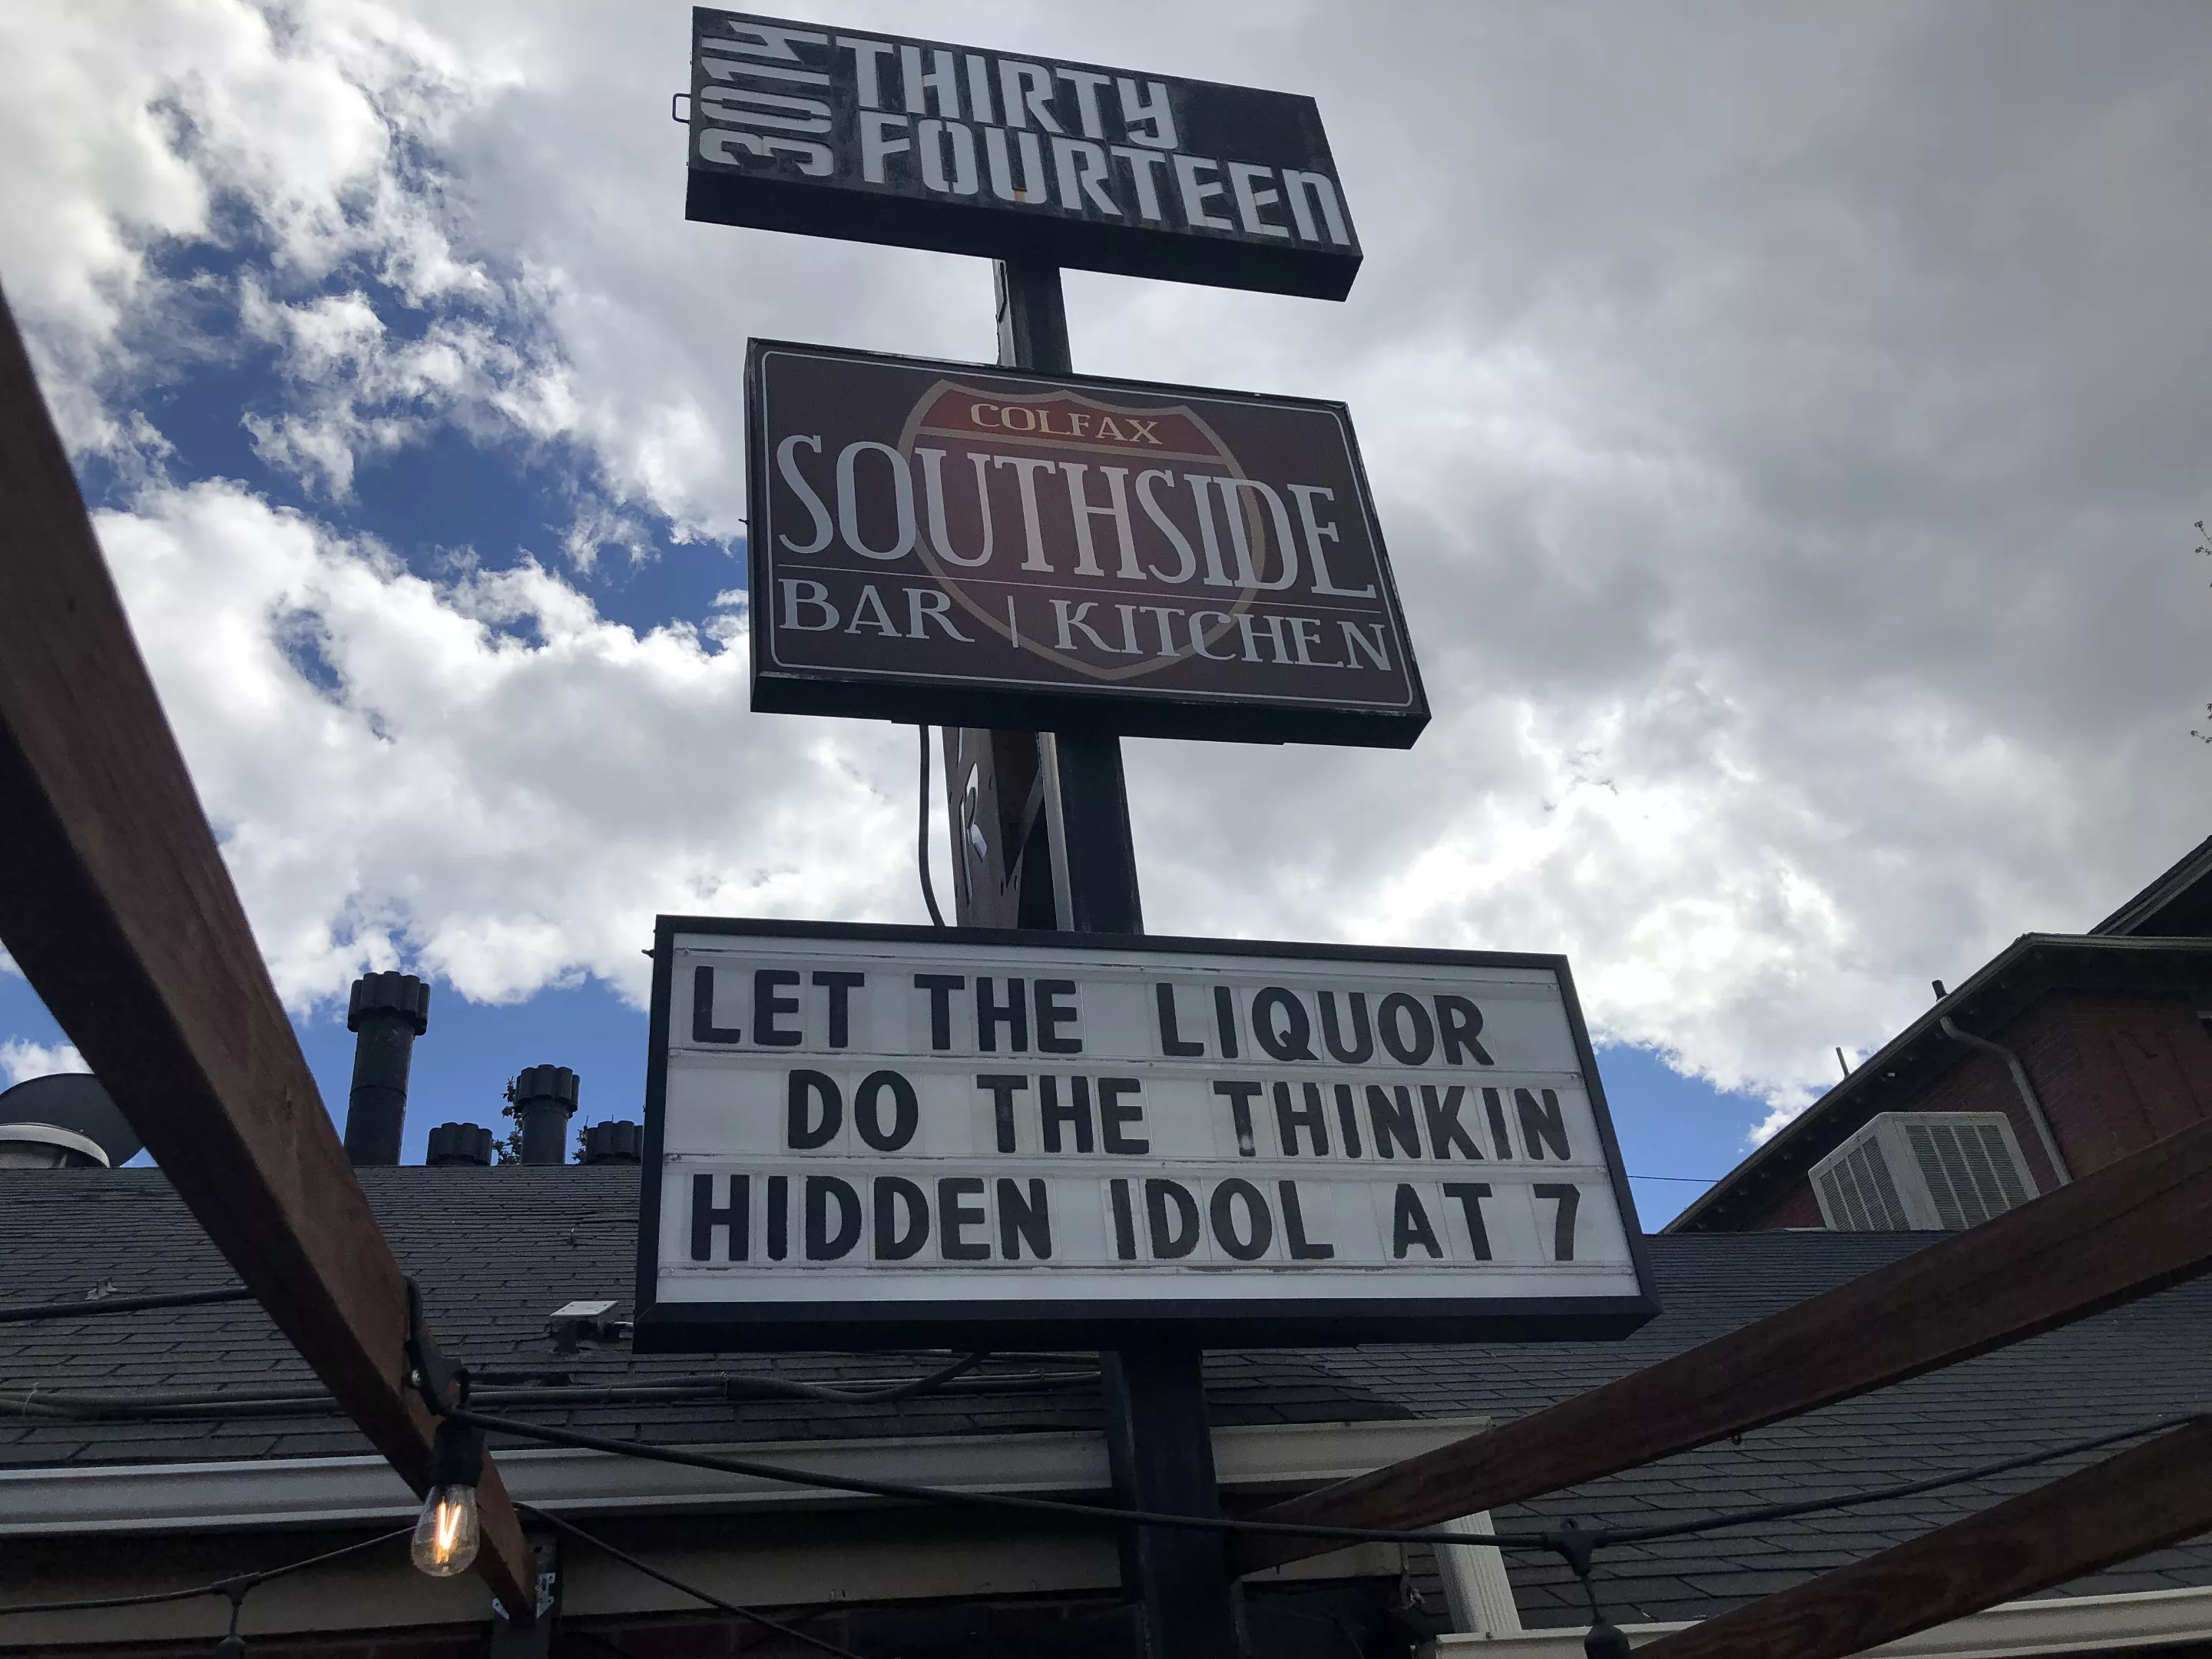 3014
THIRTY
FOURTEEN
COLFAX
SOUTHSIDE
BAR | KITCHEN
LET THE LIQUOR
DO THE THINKIN
HIDDEN IDOL AT 7